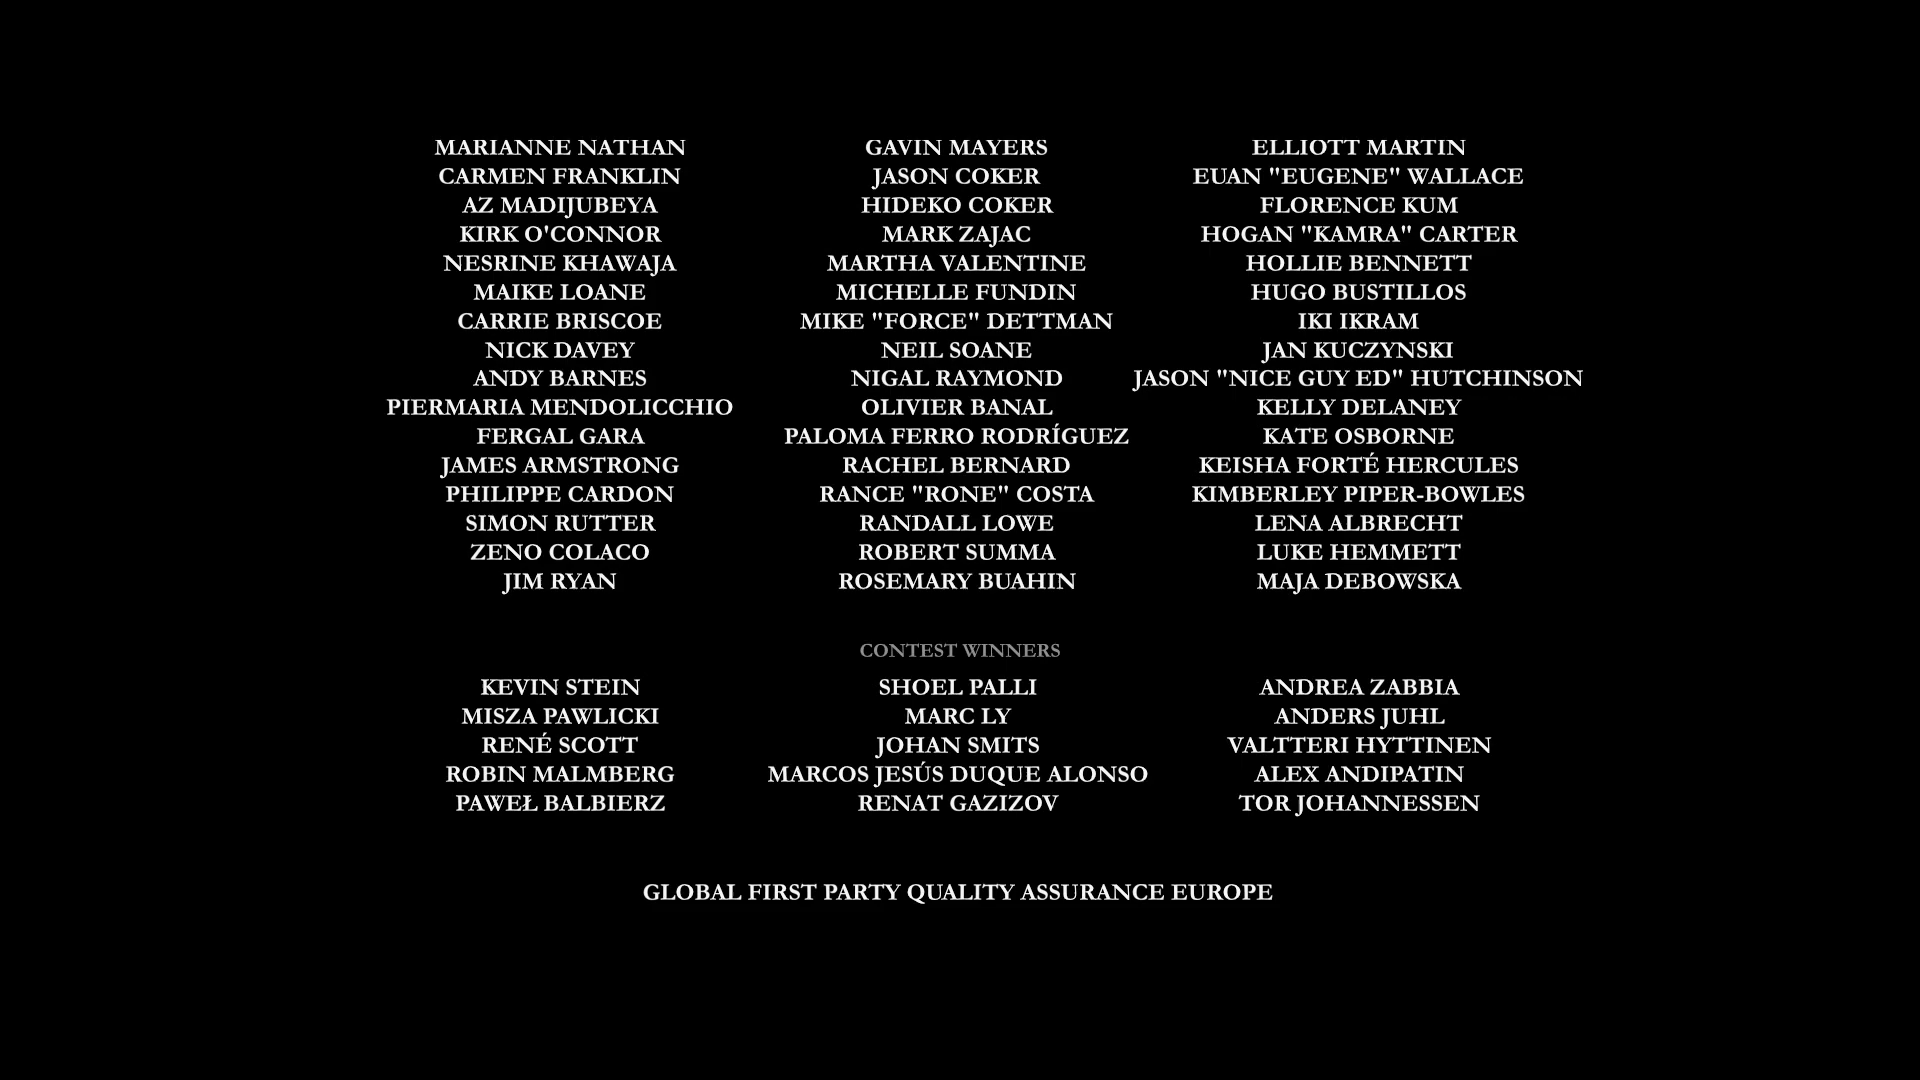 MARIANNE NATHAN GAVIN MAYERS ELLIOTT MARTIN
CARMEN FRANKLIN JASON COKER EUAN "EUGENE" WALLACE
AZ MADIJUBEYA HIDEKO COKER FLORENCE KUM
KIRK O'CONNOR MARK ZAJAC HOGAN "KAMRA" CARTER
NESRINE KHAWAJA MARTHA VALENTINE HOLLIE BENNETT
MAIKE LOANE MICHELLE FUNDIN HUGO BUSTILLOS
CARRIE BRISCOE MIKE "FORCE" DETTMAN IKI IKRAM
NICK DAVEY NEIL SOANE JAN KUCZYNSKI
ANDY BARNES NIGAL RAYMOND JASON "NICE GUY ED" HUTCHINSON
PIERMARIA MENDOLICCHIO OLIVIER BANAL KELLY DELANEY
FERGAL GARA PALOMA FERRO RODRÍGUEZ KATE OSBORNE
JAMES ARMSTRONG RACHEL BERNARD KEISHA FORTÉ HERCULES
PHILIPPE CARDON RANCE "RONE" COSTA KIMBERLEY PIPER-BOWLES
SIMON RUTTER RANDALL LOWE LENA ALBRECHT
ZENO COLACO ROBERT SUMMA LUKE HEMMETT
JIM RYAN ROSEMARY BUAHIN MAJA DEBOWSKA
CONTEST WINNERS
KEVIN STEIN SHOEL PALLI ANDREA ZABBIA
MISZA PAWLICKI MARC LY ANDERS JUHL
RENÉ SCOTT JOHAN SMITS VALTTERI HYTTINEN
ROBIN MALMBERG MARCOS JESÚS DUQUE ALONSO ALEX ANDIPATIN
PAWEŁ BALBIERZ RENAT GAZIZOV TOR JOHANNESSEN
GLOBAL FIRST PARTY QUALITY ASSURANCE EUROPE